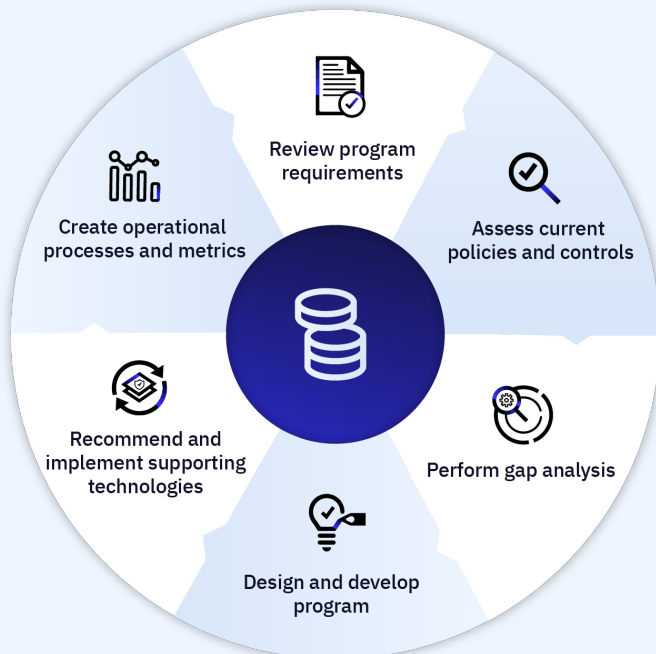 Review program
requirements
Assess current
policies and controls
Perform gap analysis
Design and develop
program
Recommend and
implement supporting
technologies
Create operational
processes and metrics